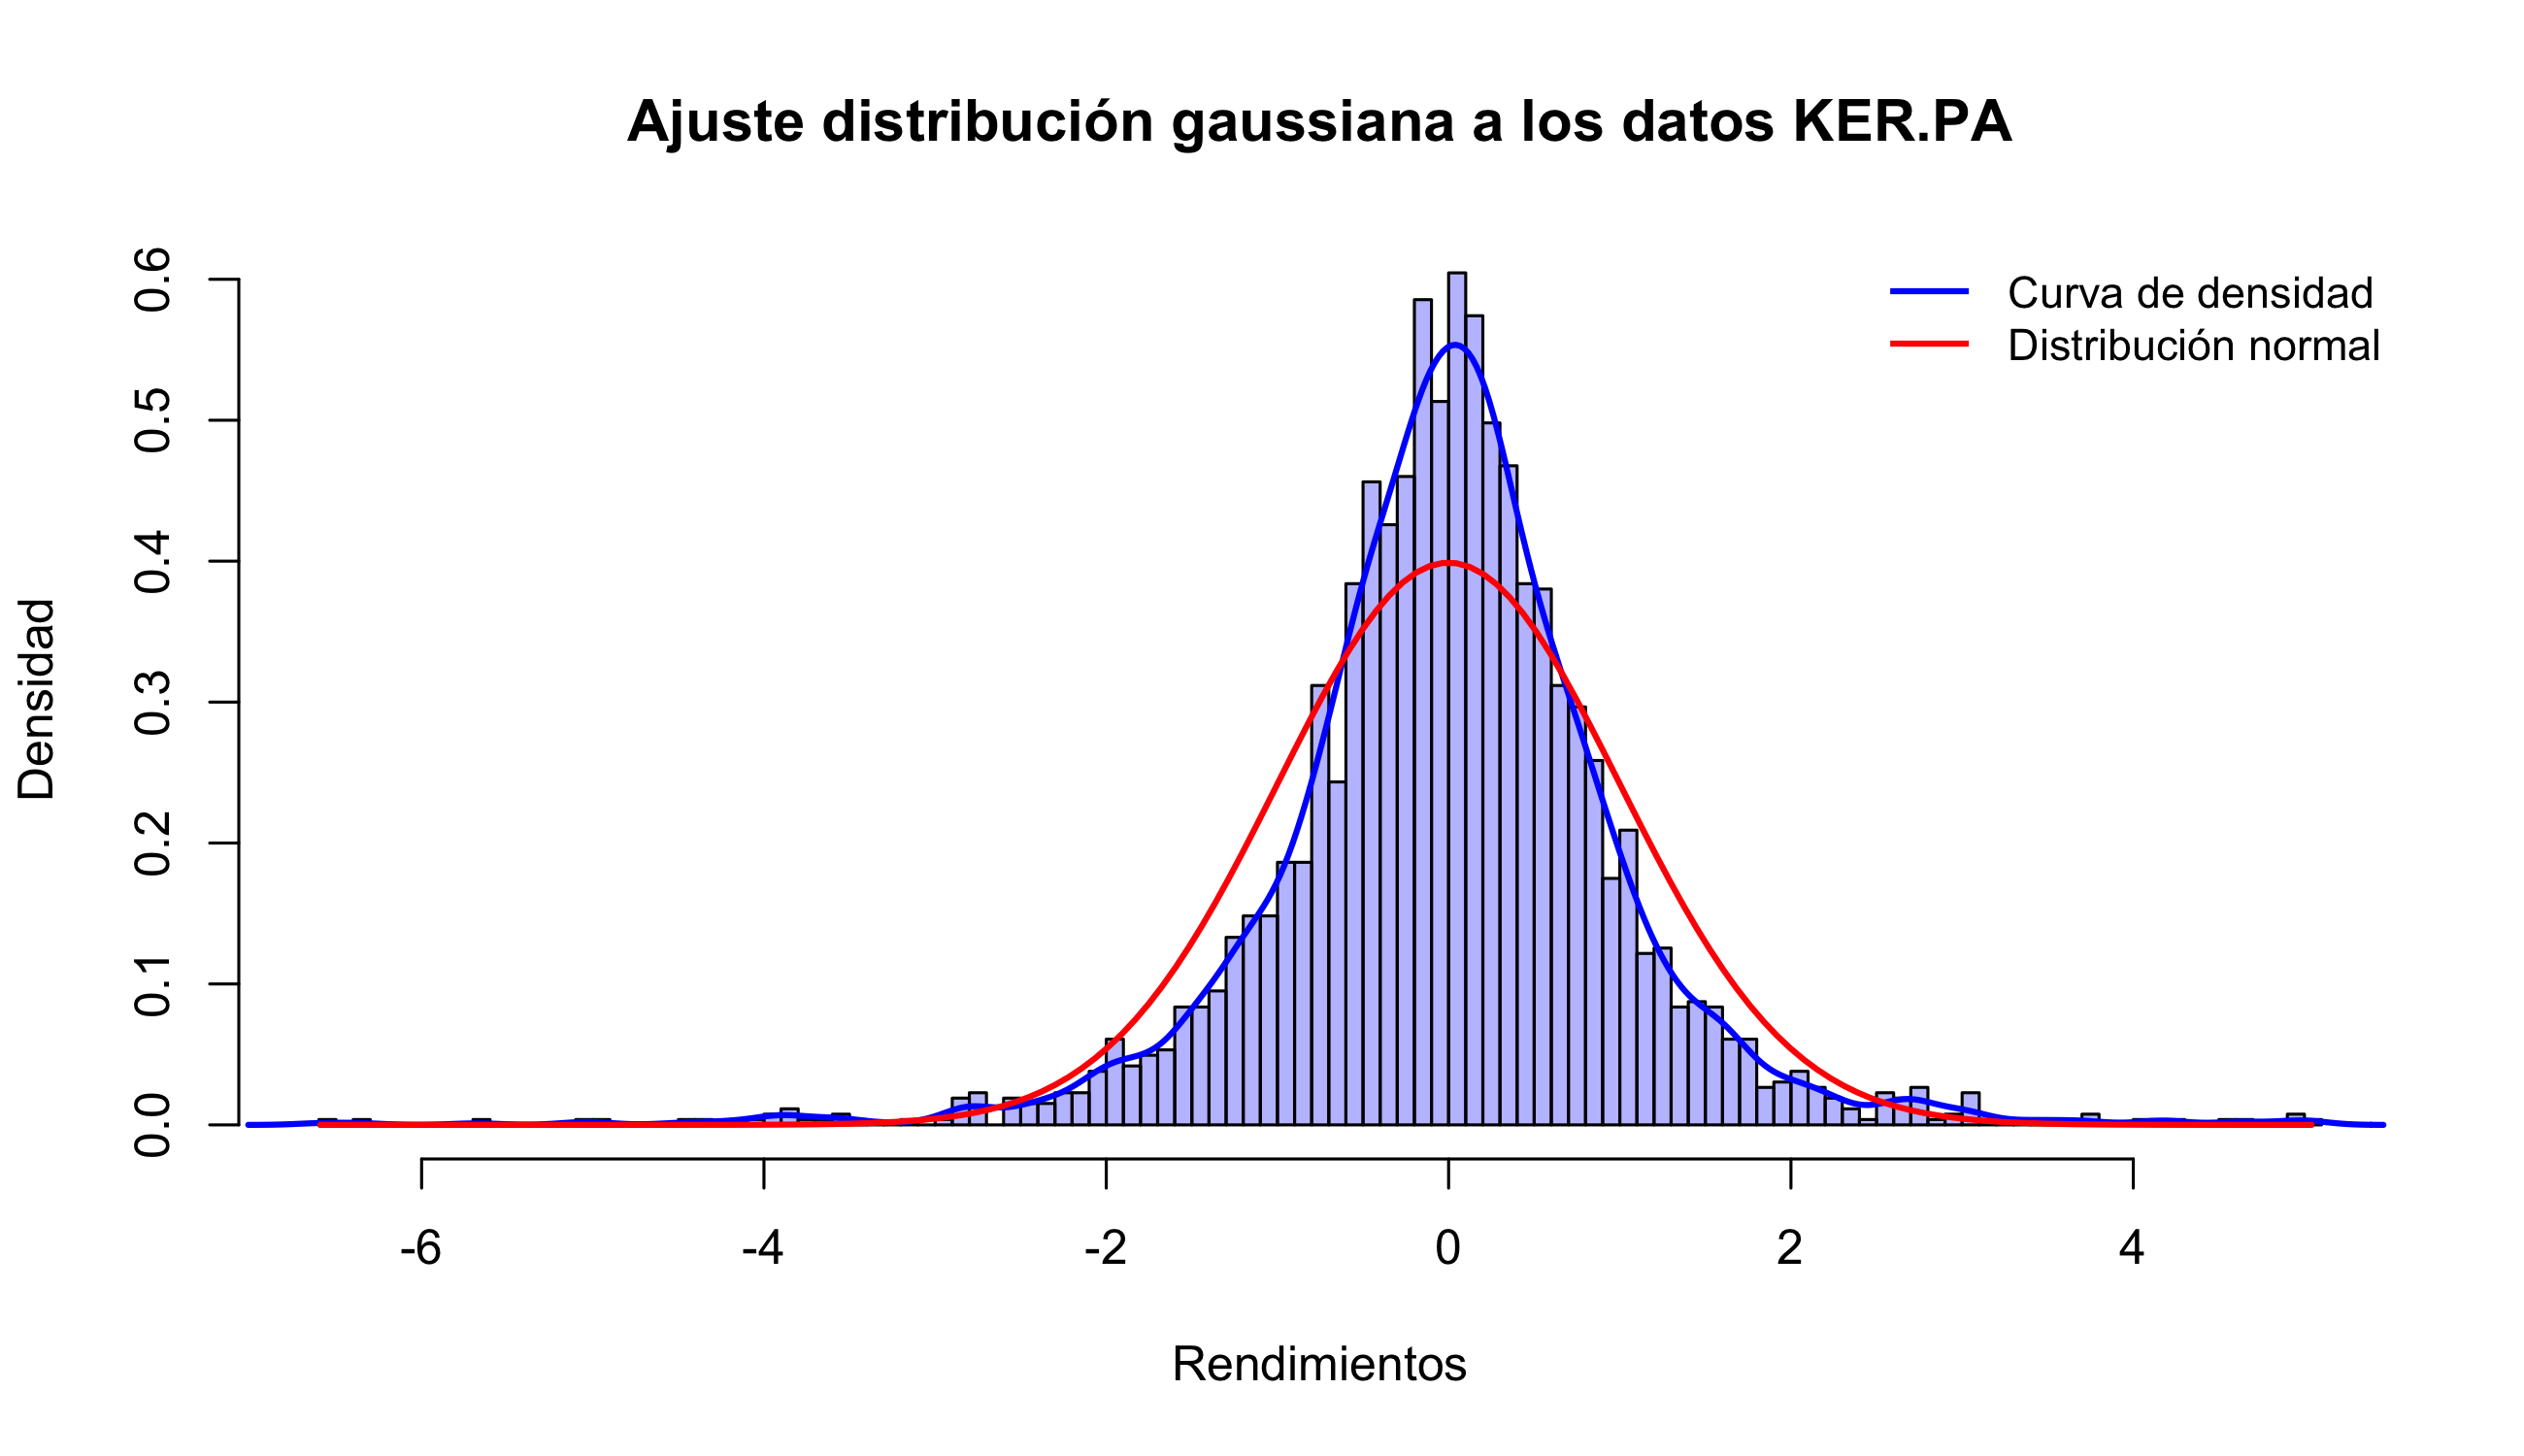 Ajuste distribución gaussiana a los datos KER.PA
Curva de densidad
Distribución normal
Densidad
0.6
0.5
0.4
0.3
0.2
0.1
0.0
-6 -4 -2 0 2 4
Rendimientos